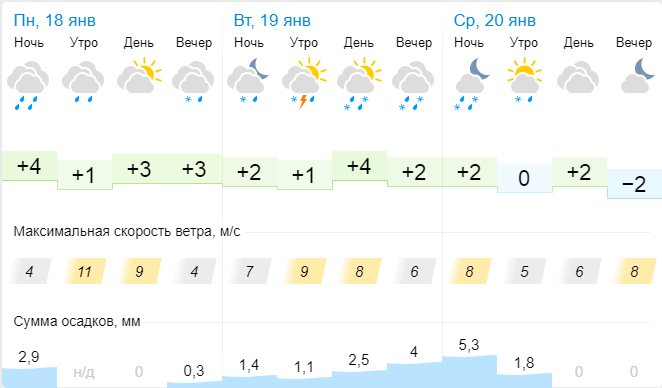 Пн, 18 янв Вт, 19 янв Ср, 20 янв
Ночь Утро День Вечер Ночь Утро День Вечер Ночь Утро День Вечер
+4 +1 +3 +3 +2 +1 +4 +2 +2 0 +2 −2
Максимальная скорость ветра, м/с
4 11 9 4 7 9 8 6 8 5 6 8
Сумма осадков, мм
2,9 н/д 0 0,3 1,4 1,1 2,5 4 5,3 1,8 0 0